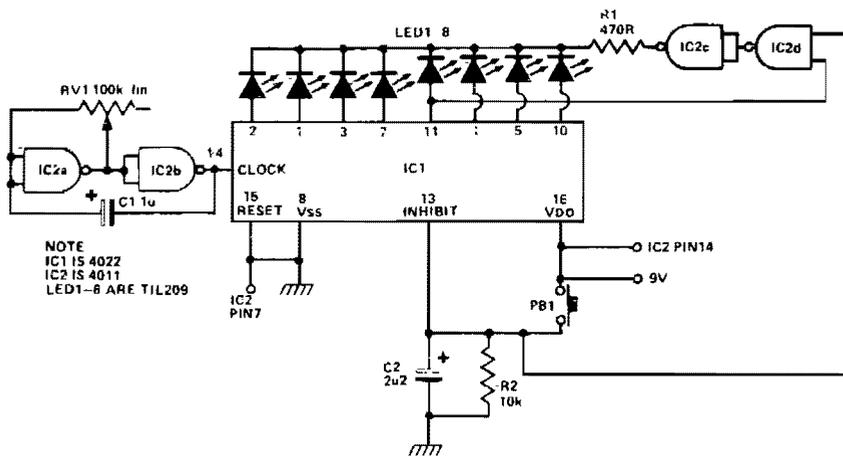 R1
470R
LED1 8
IC2c
IC2d
RV1 100k lin
2
1
3
7
11
1
5
10
IC2a
IC2b
14
CLOCK
IC1
C1 1u
+
15
RESET
8
VSS
13
INHIBIT
16
VDD
NOTE
IC1 IS 4022
IC2 IS 4011
LED1-8 ARE TIL209
IC2
PIN7
IC2 PIN14
9V
PB1
C2
2u2
+
R2
10k